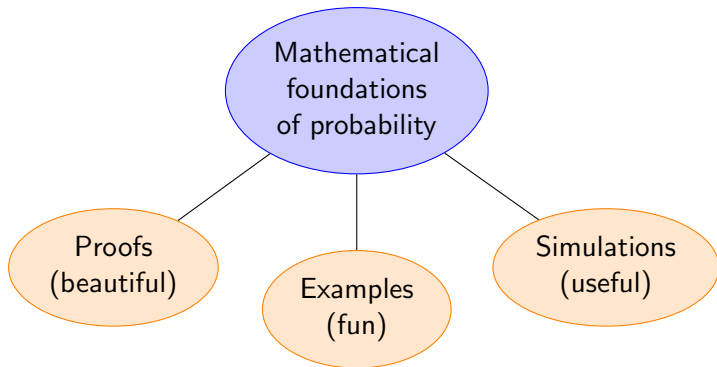 Mathematical
foundations
of probability
Proofs
(beautiful)
Examples
(fun)
Simulations
(useful)